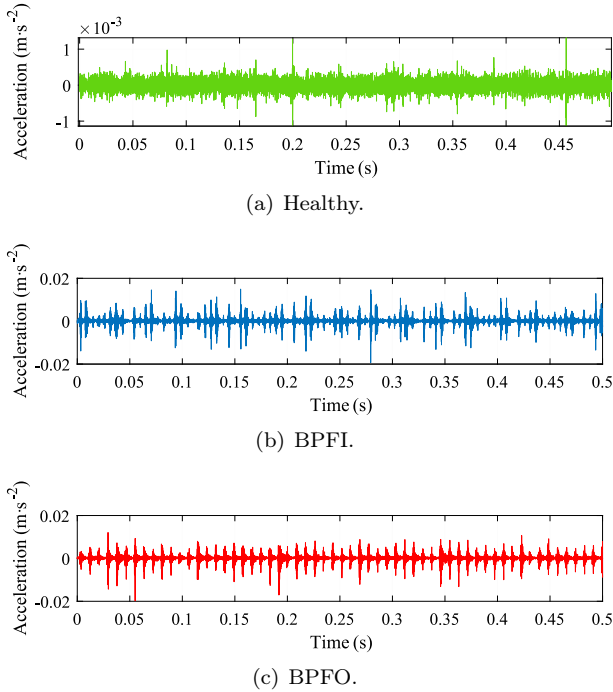 ×10⁻³
Acceleration (m·s⁻²)
1
0
-1
0 0.05 0.1 0.15 0.2 0.25 0.3 0.35 0.4 0.45
Time (s)
(a) Healthy.
Acceleration (m·s⁻²)
0.02
0
-0.02
0 0.05 0.1 0.15 0.2 0.25 0.3 0.35 0.4 0.45 0.5
Time (s)
(b) BPFI.
Acceleration (m·s⁻²)
0.02
0
-0.02
0 0.05 0.1 0.15 0.2 0.25 0.3 0.35 0.4 0.45 0.5
Time (s)
(c) BPFO.